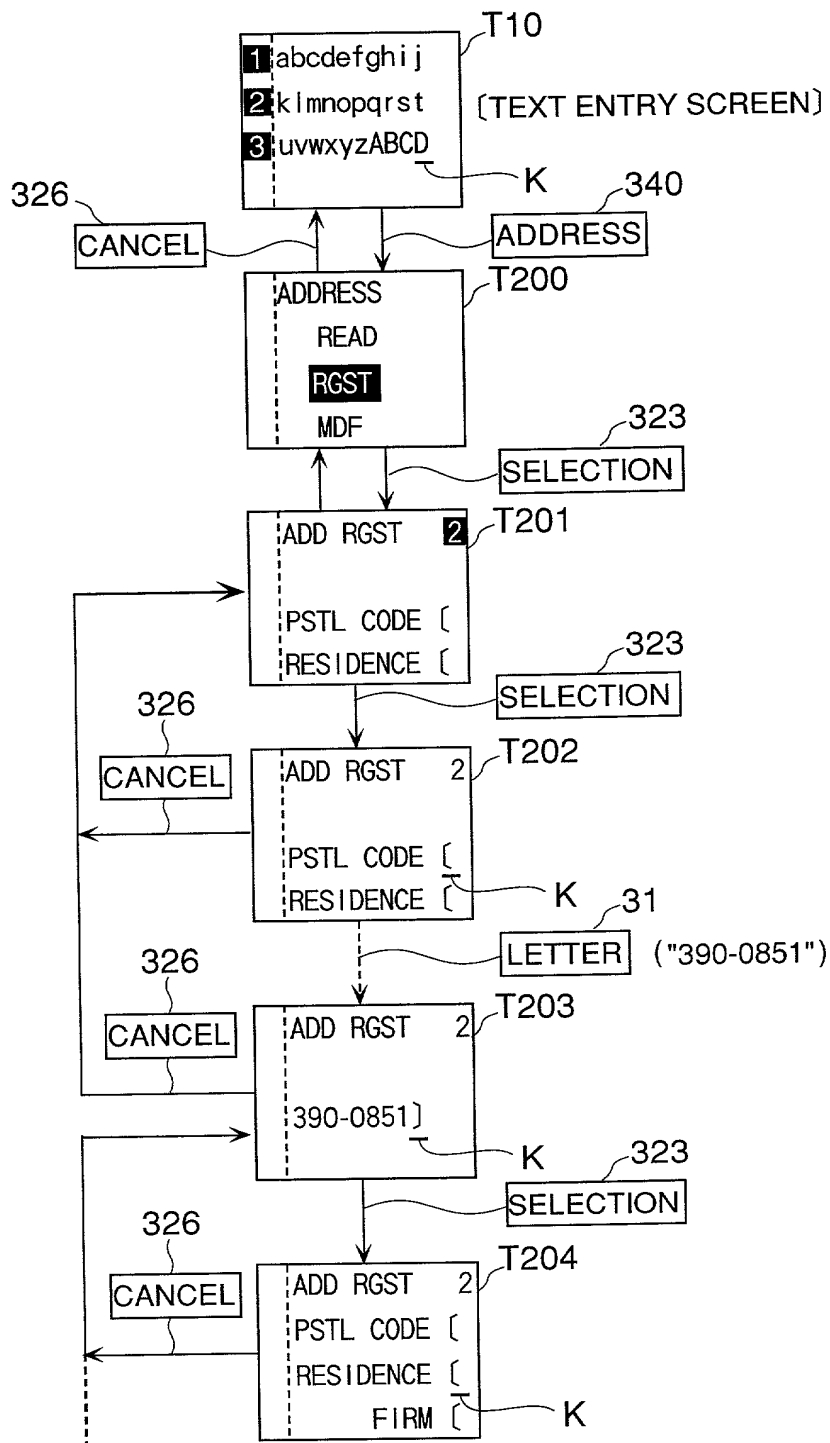 T10
1 abcdefghij
2 klmnopqrst
[TEXT ENTRY SCREEN]
3 uvwxyzABCD
K
326
340
CANCEL
ADDRESS
T200
ADDRESS
READ
RGST
MDF
323
SELECTION
T201
ADD RGST 2
PSTL CODE [
RESIDENCE [
323
SELECTION
326
CANCEL
T202
ADD RGST 2
PSTL CODE [
RESIDENCE [
K
31
LETTER ("390-0851")
326
CANCEL
T203
ADD RGST 2
390-0851]
K
323
SELECTION
326
CANCEL
T204
ADD RGST 2
PSTL CODE [
RESIDENCE [
K
FIRM [